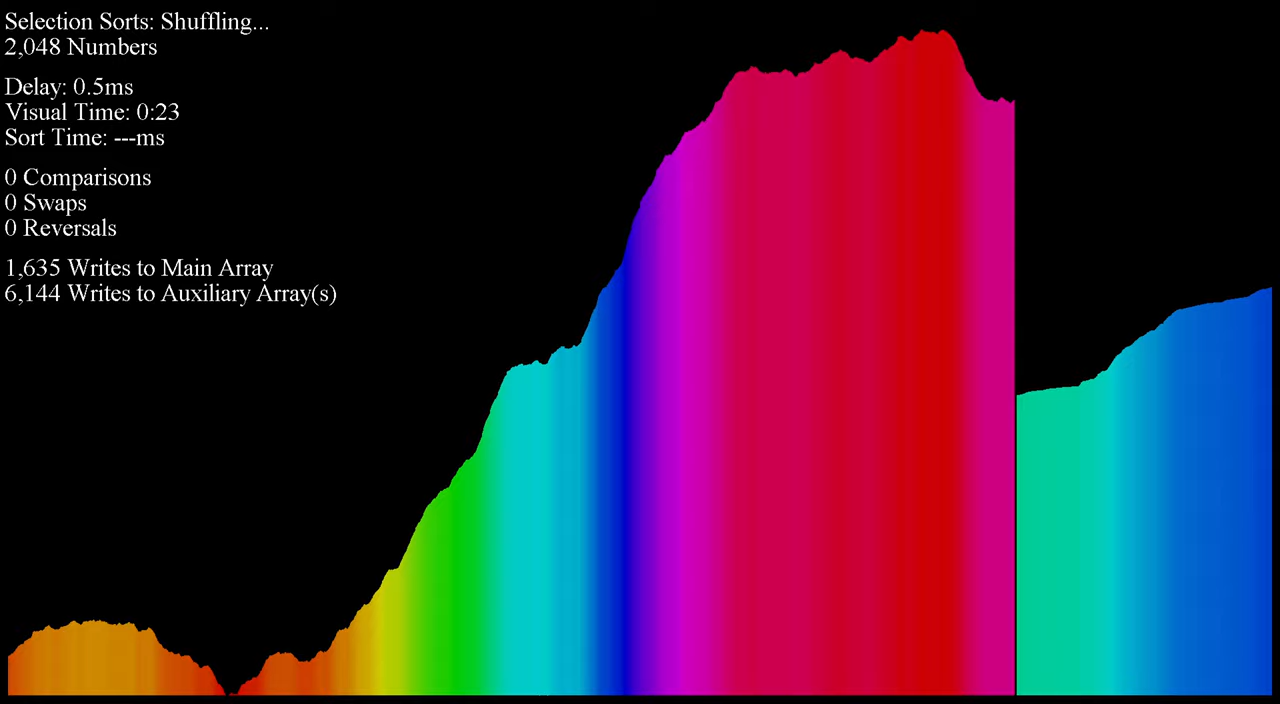 Selection Sorts: Shuffling...
2,048 Numbers
Delay: 0.5ms
Visual Time: 0:23
Sort Time: ---ms
0 Comparisons
0 Swaps
0 Reversals
1,635 Writes to Main Array
6,144 Writes to Auxiliary Array(s)